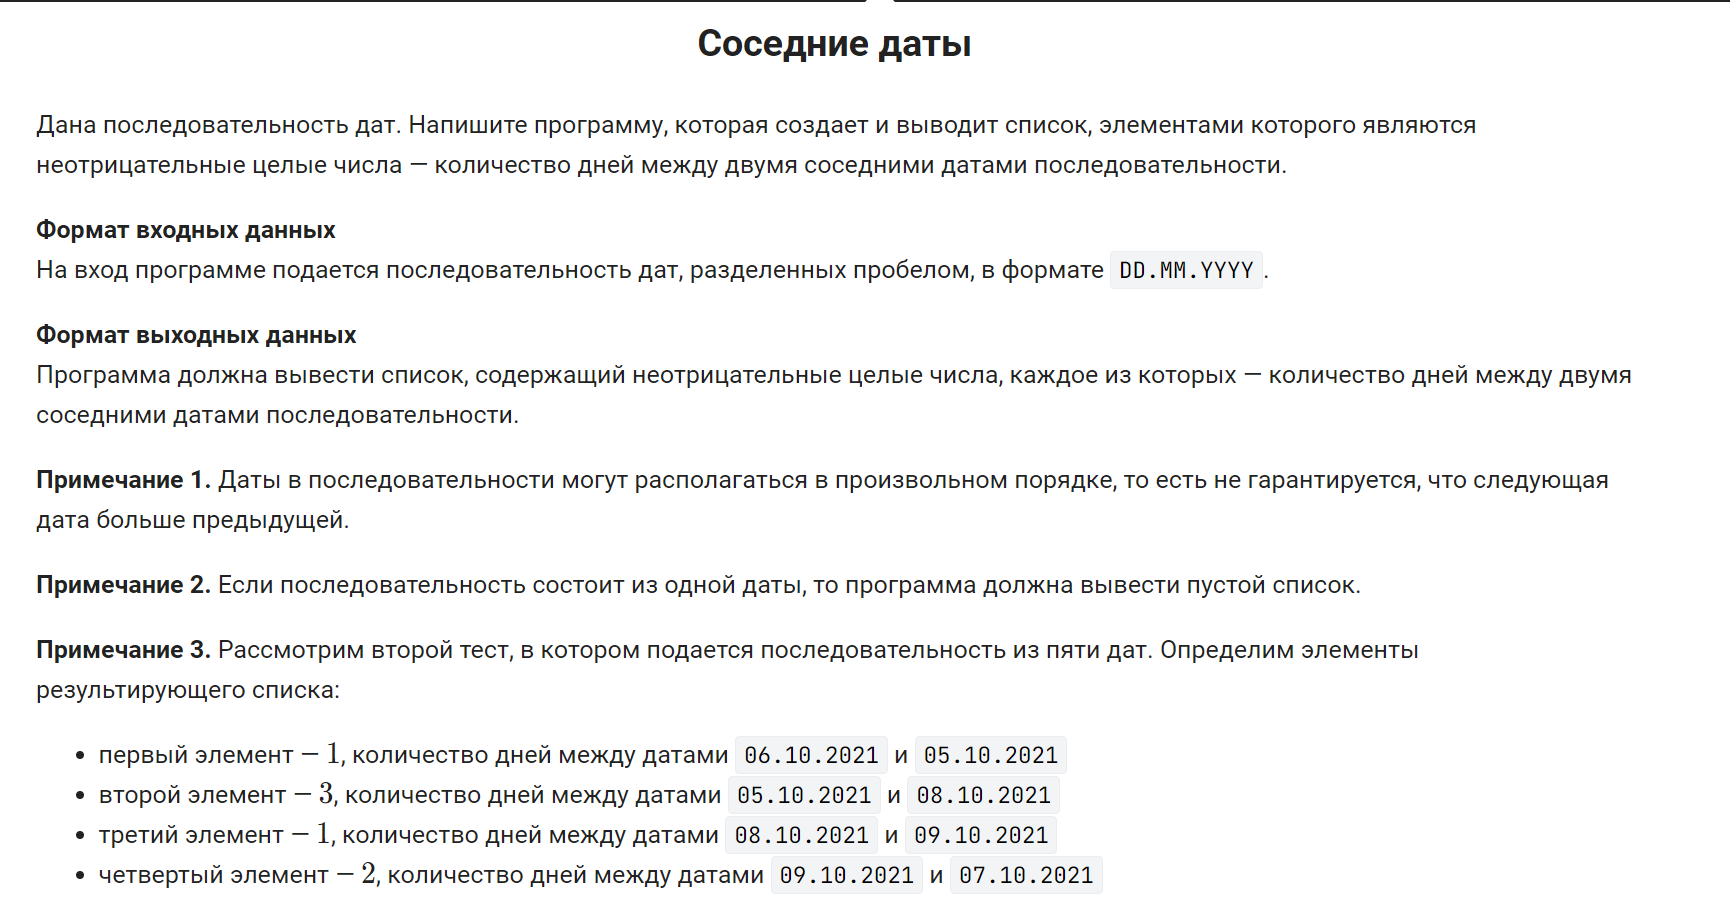 Соседние даты
Дана последовательность дат. Напишите программу, которая создает и выводит список, элементами которого являются
неотрицательные целые числа — количество дней между двумя соседними датами последовательности.
Формат входных данных
На вход программе подается последовательность дат, разделенных пробелом, в формате DD.MM.YYYY.
Формат выходных данных
Программа должна вывести список, содержащий неотрицательные целые числа, каждое из которых — количество дней между двумя
соседними датами последовательности.
Примечание 1. Даты в последовательности могут располагаться в произвольном порядке, то есть не гарантируется, что следующая
дата больше предыдущей.
Примечание 2. Если последовательность состоит из одной даты, то программа должна вывести пустой список.
Примечание 3. Рассмотрим второй тест, в котором подается последовательность из пяти дат. Определим элементы
результирующего списка:
• первый элемент − 1, количество дней между датами 06.10.2021 и 05.10.2021
• второй элемент − 3, количество дней между датами 05.10.2021 и 08.10.2021
• третий элемент − 1, количество дней между датами 08.10.2021 и 09.10.2021
• четвертый элемент − 2, количество дней между датами 09.10.2021 и 07.10.2021